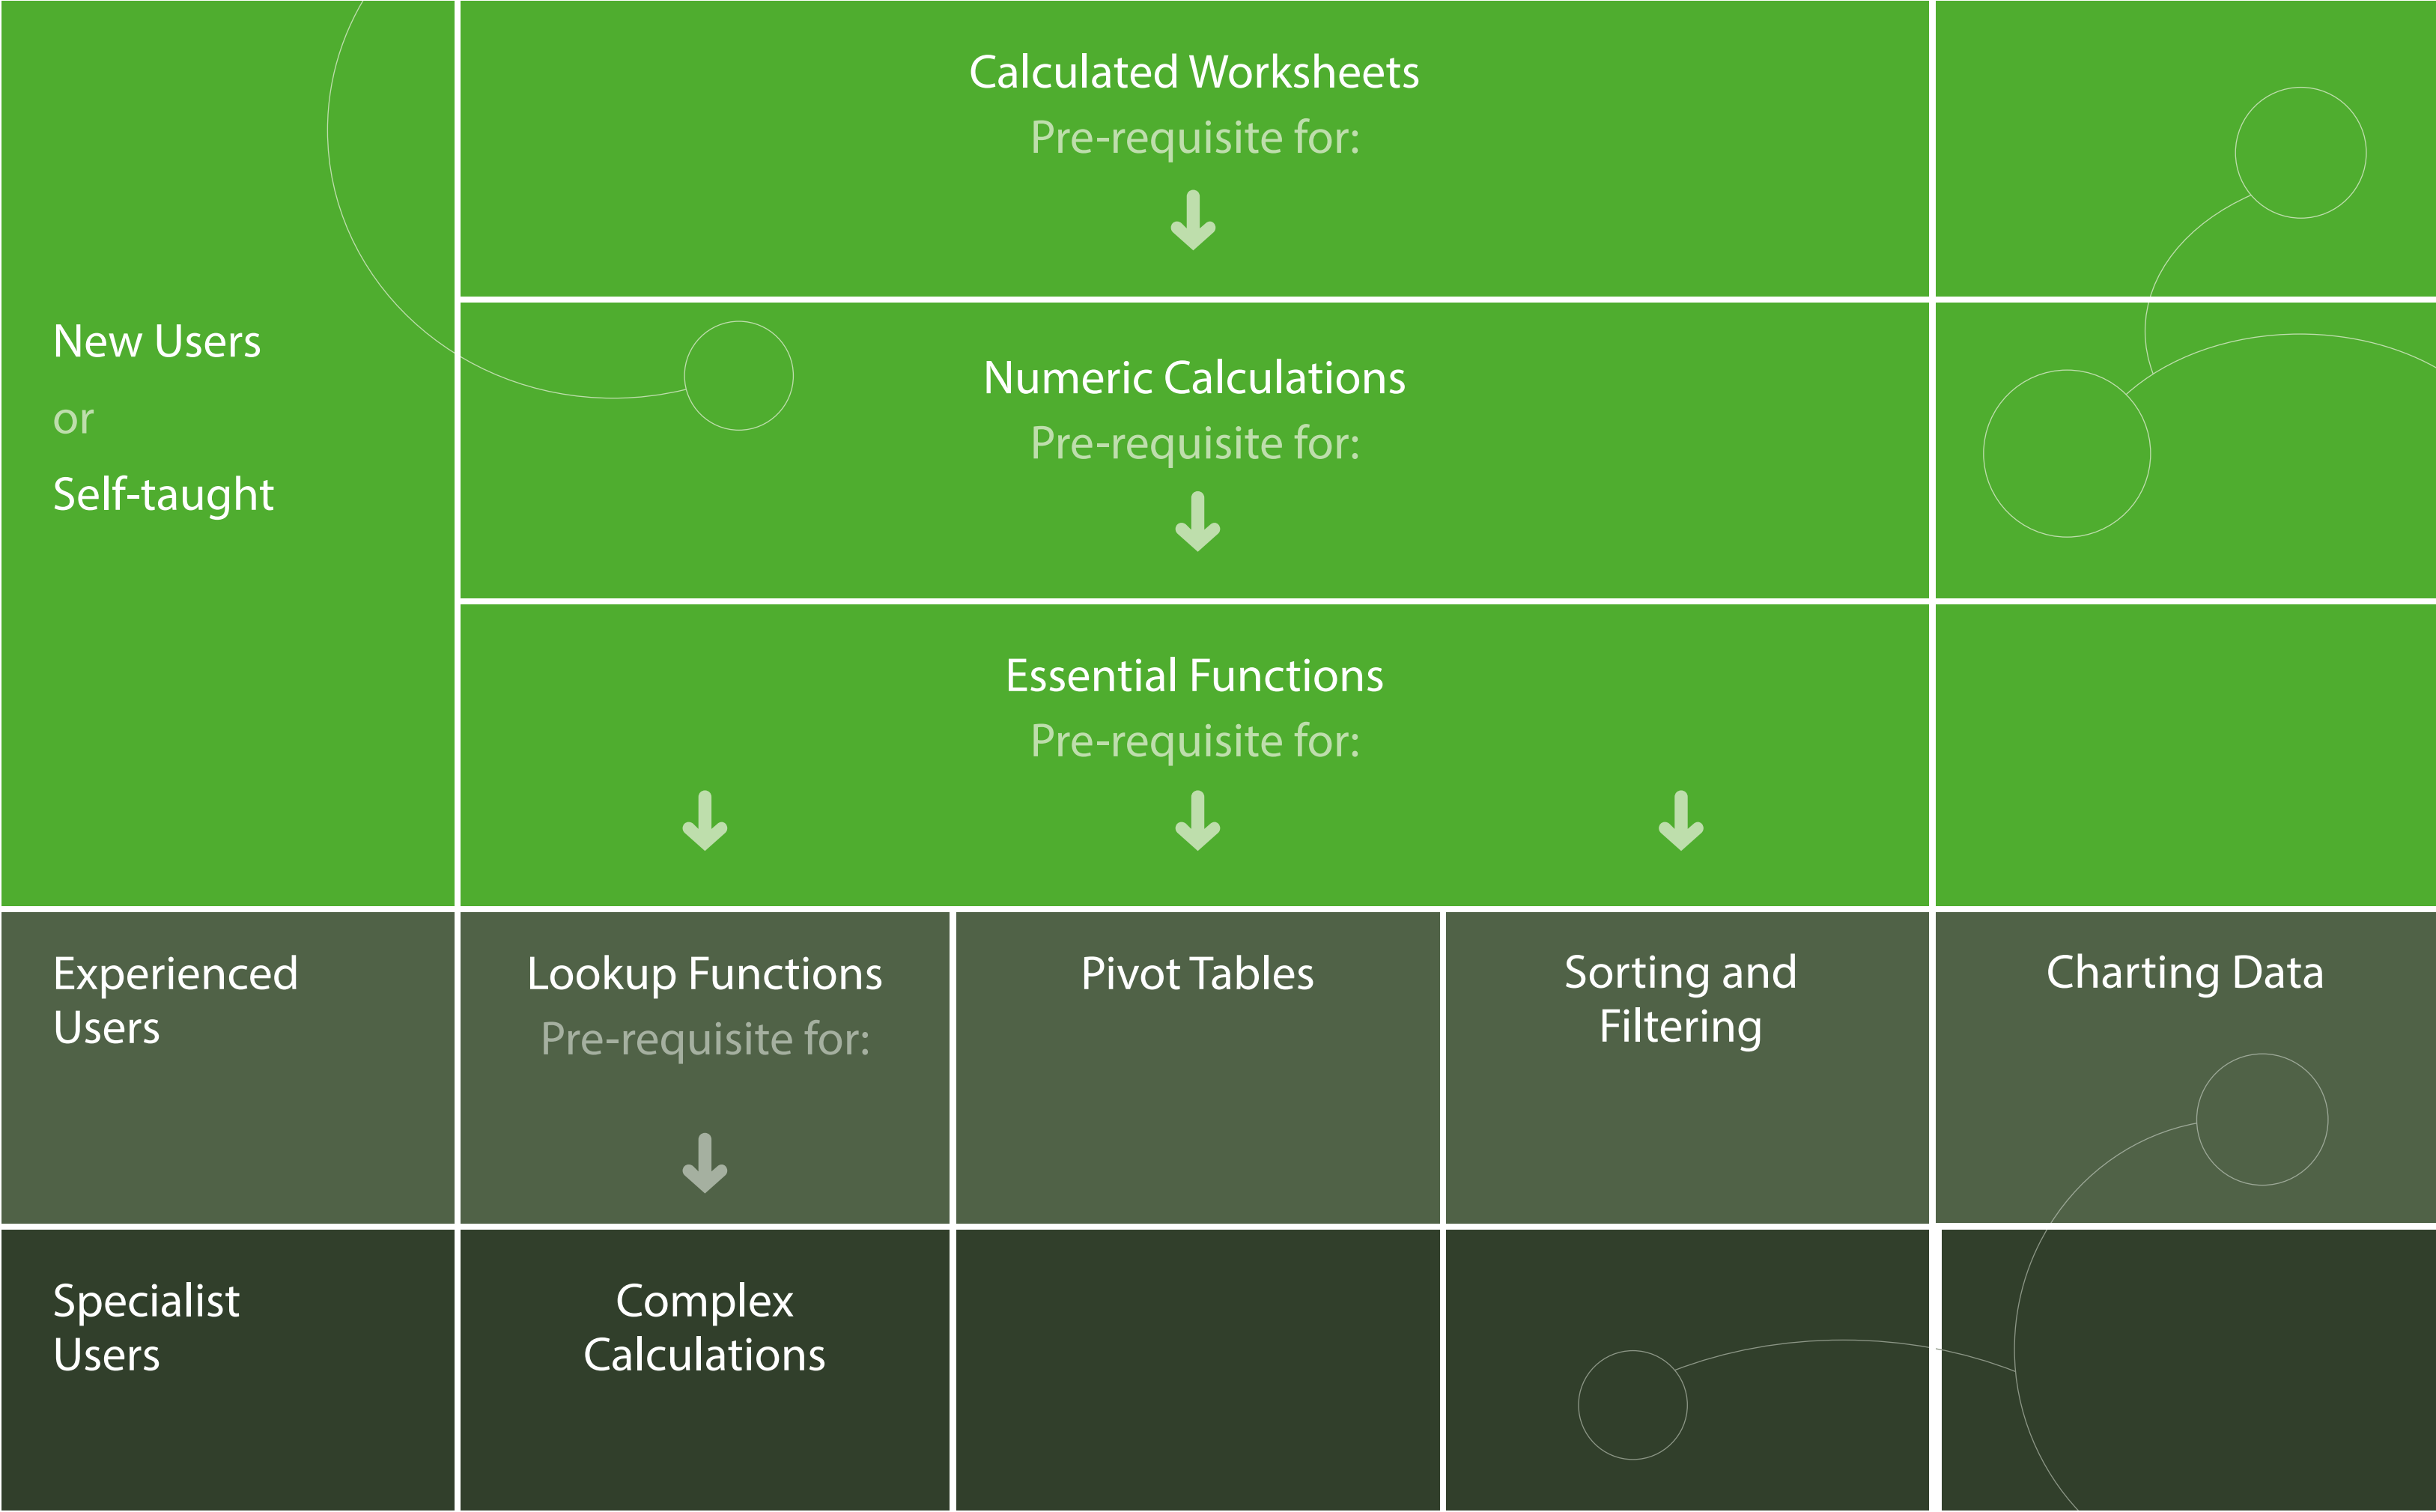 Calculated Worksheets
Pre-requisite for:
New Users
or
Self-taught
Numeric Calculations
Pre-requisite for:
Essential Functions
Pre-requisite for:
Experienced
Users
Lookup Functions
Pre-requisite for:
Pivot Tables
Sorting and
Filtering
Charting Data
Specialist
Users
Complex
Calculations